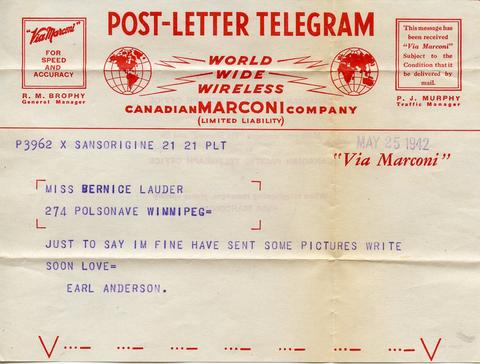 POST-LETTER TELEGRAM
"Via Marconi"
FOR
SPEED
AND
ACCURACY
R. M. BROPHY
General Manager
WORLD
WIDE
WIRELESS
CANADIAN MARCONI COMPANY
(LIMITED LIABILITY)
This message has
been received
"Via Marconi"
Subject to the
Condition that it
be delivered by
mail.
P. J. MURPHY
Traffic Manager
P3962 X SANSORIGINE 21 21 PLT
MAY 25 1942
"Via Marconi"
MISS BERNICE LAUDER
274 POLSONAVE WINNIPEG=
JUST TO SAY IM FINE HAVE SENT SOME PICTURES WRITE
SOON LOVE=
EARL ANDERSON.